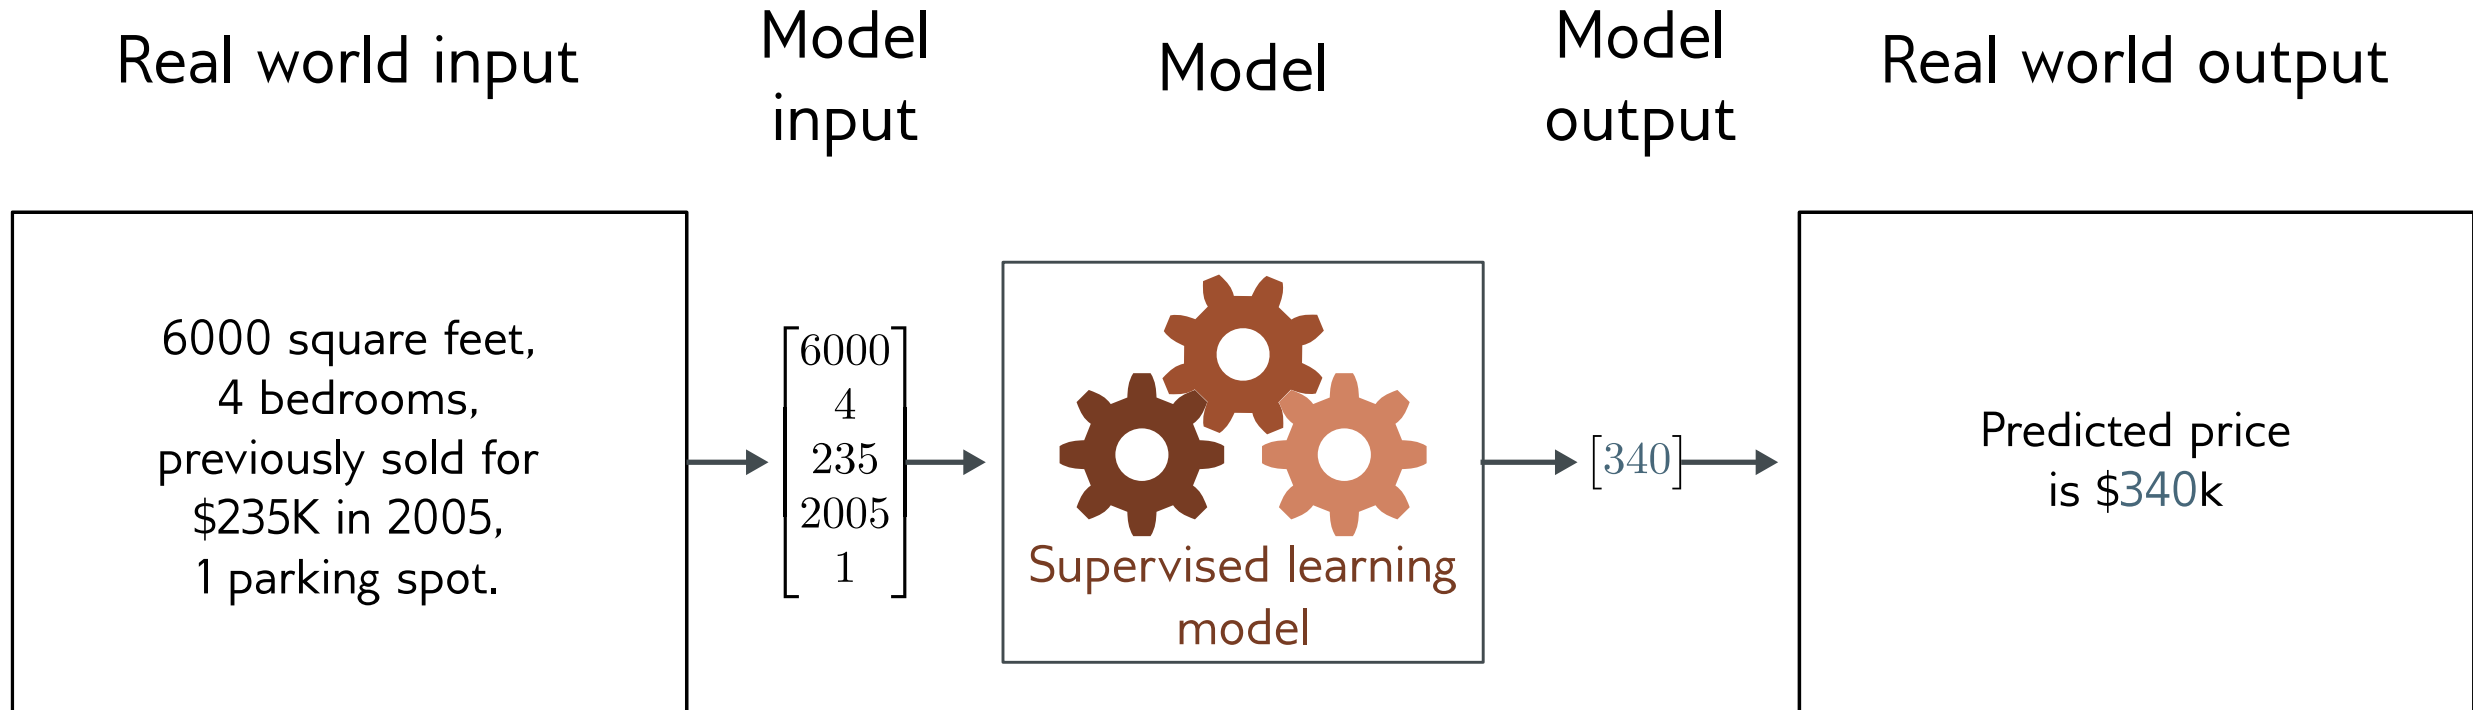 Real world input
Model
input
Model
Model
output
Real world output
6000 square feet,
4 bedrooms,
previously sold for
$235K in 2005,
1 parking spot.
6000
4
235
2005
1
Supervised learning
model
[340]
Predicted price
is $340k